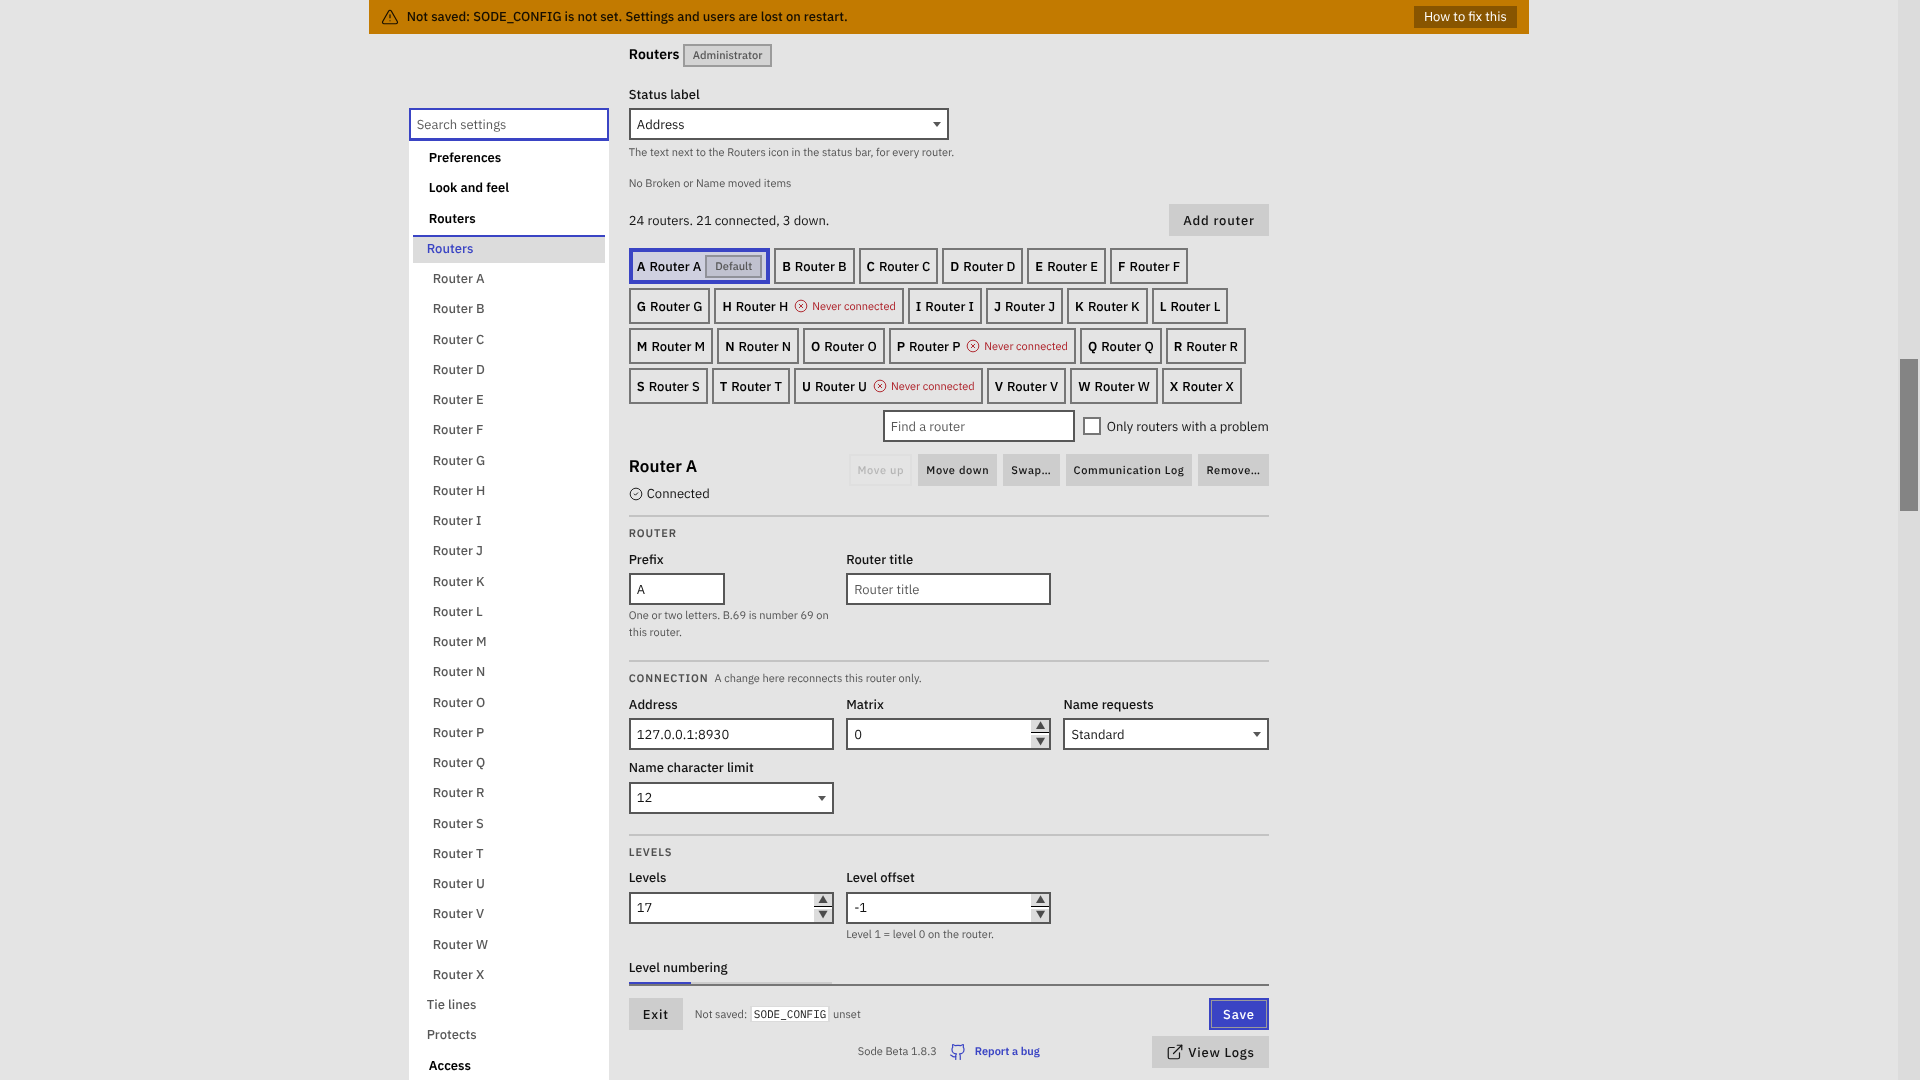 Not saved: SODE_CONFIG is not set. Settings and users are lost on restart.
How to fix this
Routers Administrator
Status label
Search settings
Address
The text next to the Routers icon in the status bar, for every router.
Preferences
Look and feel
Routers
Routers
Router A
Router B
Router C
Router D
Router E
Router F
Router G
Router H
Router I
Router J
Router K
Router L
Router M
Router N
Router O
Router P
Router Q
Router R
Router S
Router T
Router U
Router V
Router W
Router X
Tie lines
Protects
Access
No Broken or Name moved items
24 routers. 21 connected, 3 down.
Add router
A Router A Default B Router B C Router C D Router D E Router E F Router F
G Router G H Router H Never connected I Router I J Router J K Router K L Router L
M Router M N Router N O Router O P Router P Never connected Q Router Q R Router R
S Router S T Router T U Router U Never connected V Router V W Router W X Router X
Find a router
Only routers with a problem
Router A
Move up Move down Swap... Communication Log Remove...
Connected
ROUTER
Prefix Router title
A Router title
One or two letters. B.69 is number 69 on
this router.
CONNECTION A change here reconnects this router only.
Address Matrix Name requests
127.0.0.1:8930 0 Standard
Name character limit
12
LEVELS
Levels Level offset
17 -1
Level 1 = level 0 on the router.
Level numbering
Exit Not saved: SODE_CONFIG unset Save
Sode Beta 1.8.3 Report a bug View Logs